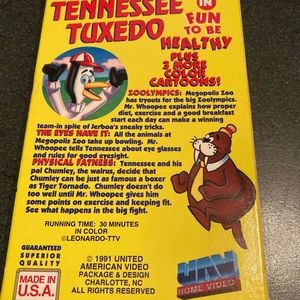 TENNESSEE
TUXEDO
IN
FUN
TO BE
HEALTHY
PLUS
3 MORE
COLOR
CARTOONS!
ZOOLYMPICS: Megopolis Zoo
has tryouts for the big Zoolympics.
Mr. Whoopee explains how proper
diet, exercise and a good breakfast
start each day can make a winning
team-in spite of Jerboa's sneaky tricks.
THE EYES HAVE IT: All the animals at
Megopolis Zoo take up bowling. Mr.
Whoopee tells Tennessee about eye glasses
and rules for good eyesight.
PHYSICAL FATNESS: Tennessee and his
pal Chumley, the walrus, decide that
Chumley can be just as famous as a boxer
as Tiger Tornado. Chumley doesn't do
too well until Mr. Whoopee gives him
some points on exercise and keeping fit.
See what happens in the big fight.
RUNNING TIME: 30 MINUTES
IN COLOR
©LEONARDO-TTV
GUARANTEED
SUPERIOR
QUALITY
MADE IN
U.S.A.
© 1991 UNITED
AMERICAN VIDEO
PACKAGE & DESIGN
CHARLOTTE, NC
ALL RIGHTS RESERVED
UAV
HOME VIDEO